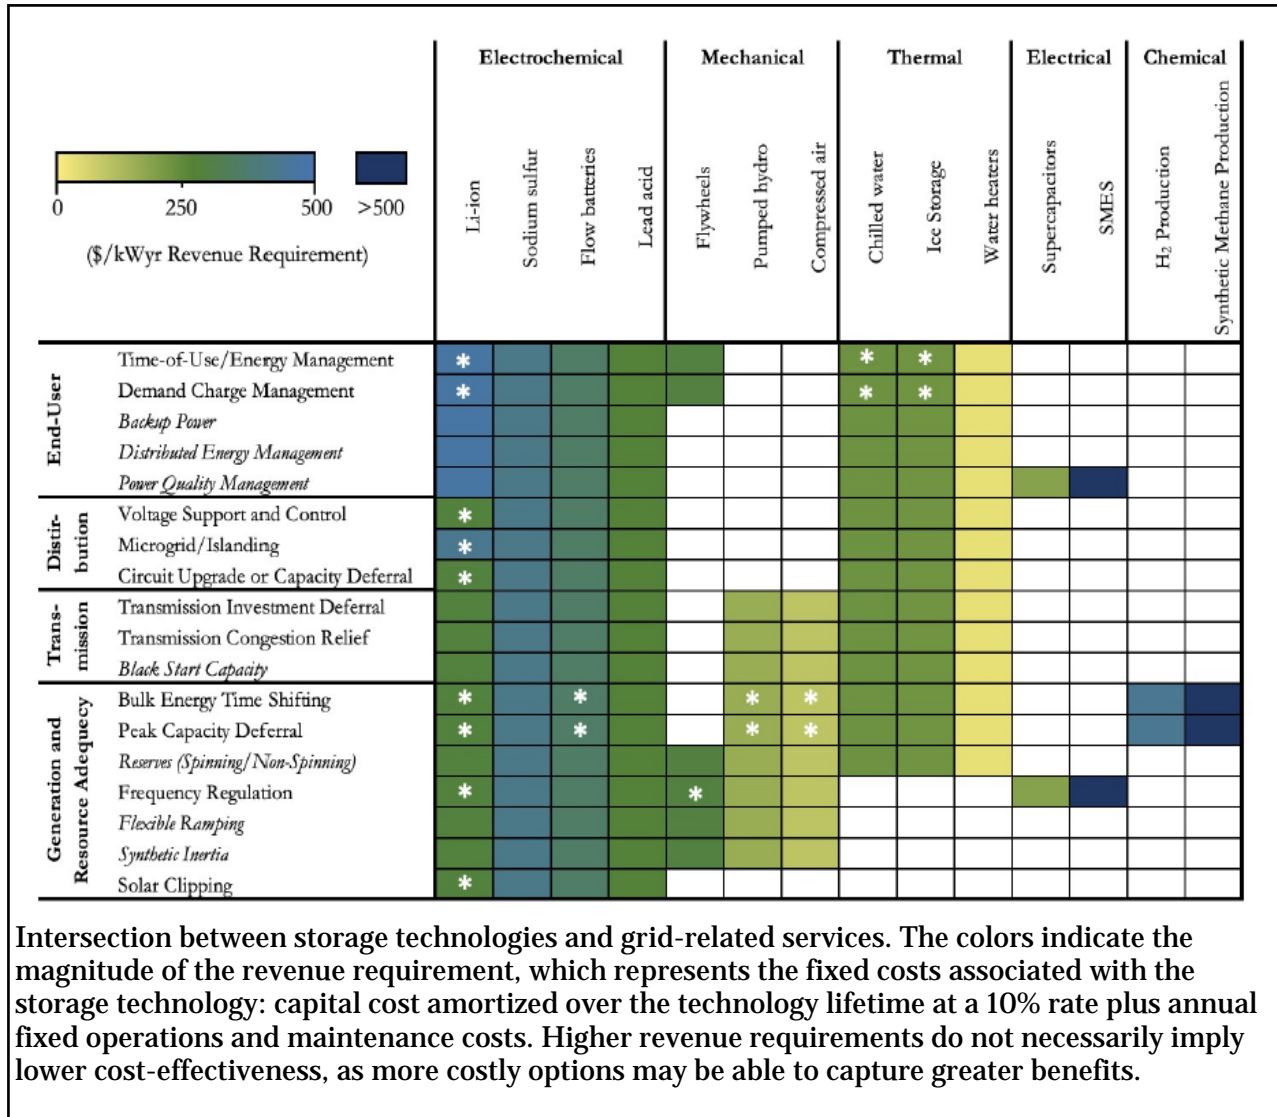 Electrochemical
Mechanical
Thermal
Electrical
Chemical
Li-ion
Sodium sulfur
Flow batteries
Lead acid
Flywheels
Pumped hydro
Compressed air
Chilled water
Ice Storage
Water heaters
Supercapacitors
SMES
H₂ Production
Synthetic Methane Production
0 250 500 >500
($/kWyr Revenue Requirement)
End-User
Time-of-Use/Energy Management * * *
Demand Charge Management * * *
Backup Power
Distributed Energy Management
Power Quality Management
Distir-
bution
Voltage Support and Control *
Microgrid/Islanding *
Circuit Upgrade or Capacity Deferral *
Trans-
mission
Transmission Investment Deferral
Transmission Congestion Relief
Black Start Capacity
Generation and
Resource Adequecy
Bulk Energy Time Shifting * * * *
Peak Capacity Deferral * * * *
Reserves (Spinning/Non-Spinning)
Frequency Regulation * *
Flexible Ramping
Synthetic Inertia
Solar Clipping *
Intersection between storage technologies and grid-related services. The colors indicate the
magnitude of the revenue requirement, which represents the fixed costs associated with the
storage technology: capital cost amortized over the technology lifetime at a 10% rate plus annual
fixed operations and maintenance costs. Higher revenue requirements do not necessarily imply
lower cost-effectiveness, as more costly options may be able to capture greater benefits.